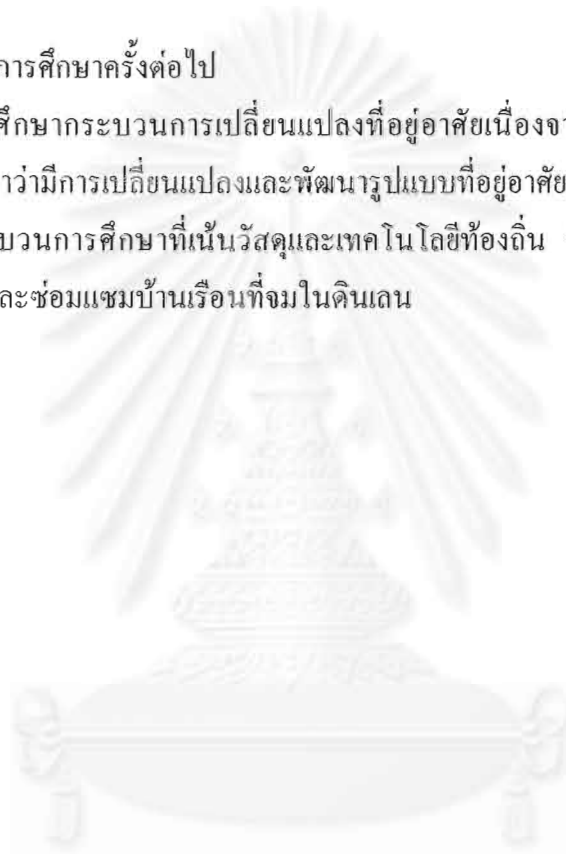 การศึกษาครั้งต่อไป
ศึกษากระบวนการเปลี่ยนแปลงที่อยู่อาศัยเนื่องจา
าว่ามีการเปลี่ยนแปลงและพัฒนารูปแบบที่อยู่อาศัย
บวนการศึกษาที่เน้นวัสดุและเทคโนโลยีท้องถิ่น
ละซ่อมแซมบ้านเรือนที่จมในดินเลน